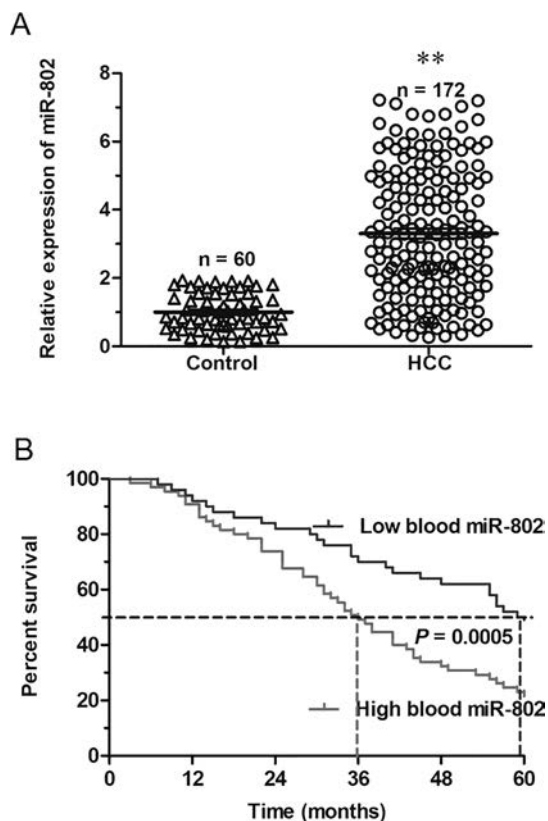 A
Relative expression of miR-802
8
6
4
2
0
**
n = 172
n = 60
Control
HCC
B
Percent survival
100
80
60
40
20
0
Low blood miR-802
P = 0.0005
High blood miR-802
0
12
24
36
48
60
Time (months)